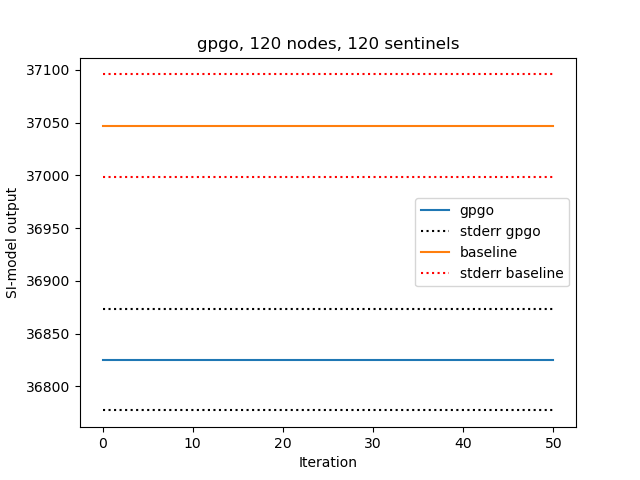 gpgo, 120 nodes, 120 sentinels
37100
37050
37000
36950
36900
36850
36800
SI-model output
gpgo
stderr gpgo
baseline
stderr baseline
0
10
20
30
40
50
Iteration